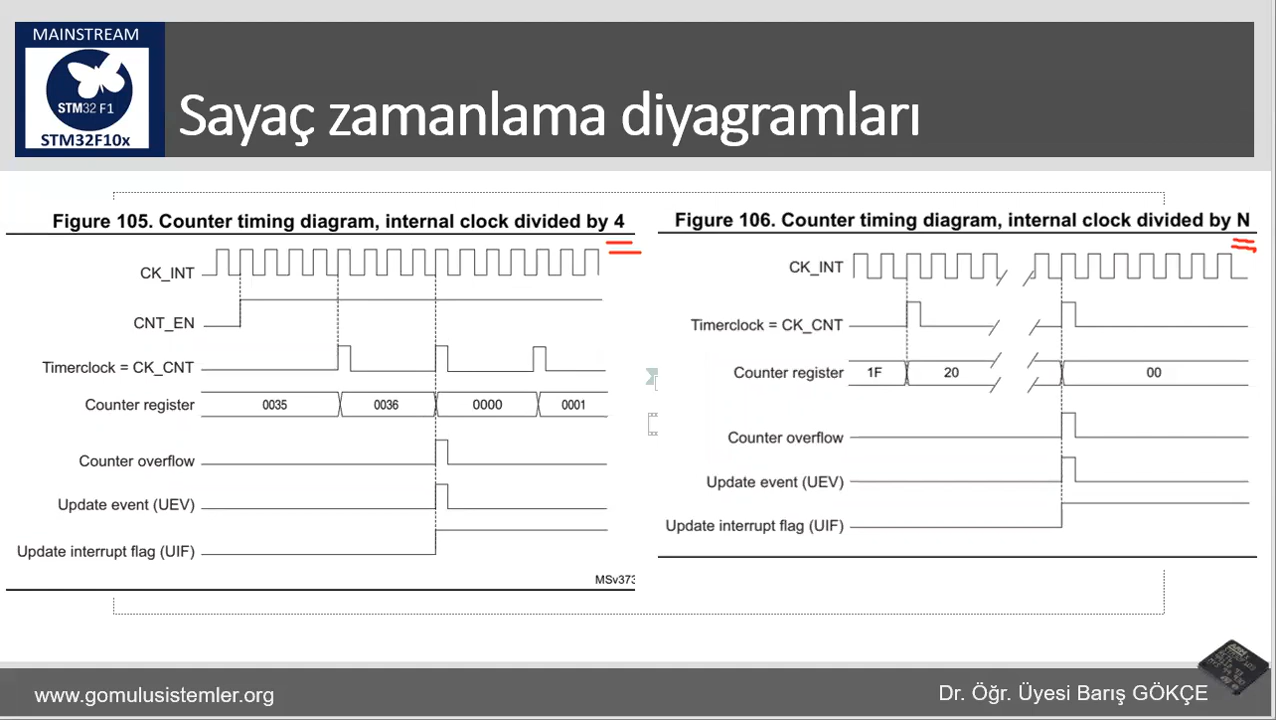 MAINSTREAM
STM32 F1
STM32F10x
Sayaç zamanlama diyagramları
Figure 105. Counter timing diagram, internal clock divided by 4
CK_INT
CNT_EN
Timerclock = CK_CNT
Counter register
0035
0036
0000
0001
Counter overflow
Update event (UEV)
Update interrupt flag (UIF)
MSv373
Figure 106. Counter timing diagram, internal clock divided by N
CK_INT
Timerclock = CK_CNT
Counter register
1F
20
00
Counter overflow
Update event (UEV)
Update interrupt flag (UIF)
www.gomulusistemler.org
Dr. Öğr. Üyesi Barış GÖKÇE